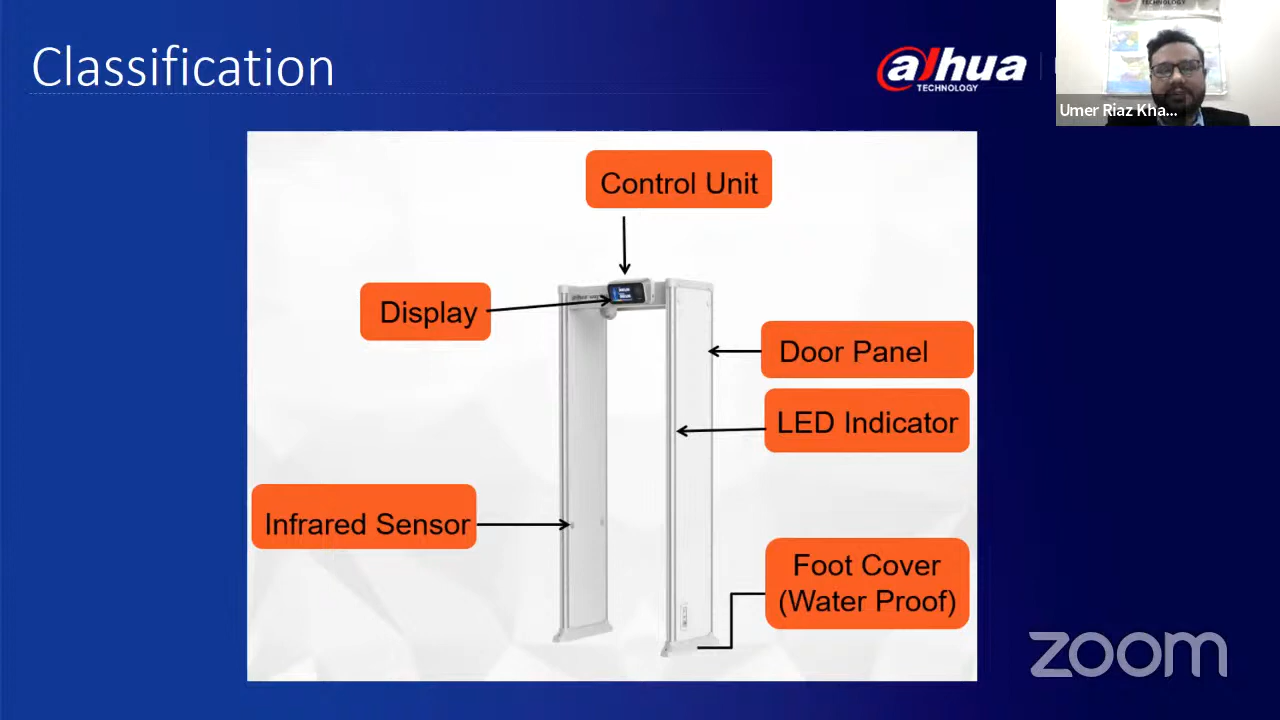 Classification
alhua
TECHNOLOGY
TECHNOLOGY
Umer Riaz Kha...
Control Unit
Display
Door Panel
LED Indicator
Infrared Sensor
Foot Cover
(Water Proof)
zoom